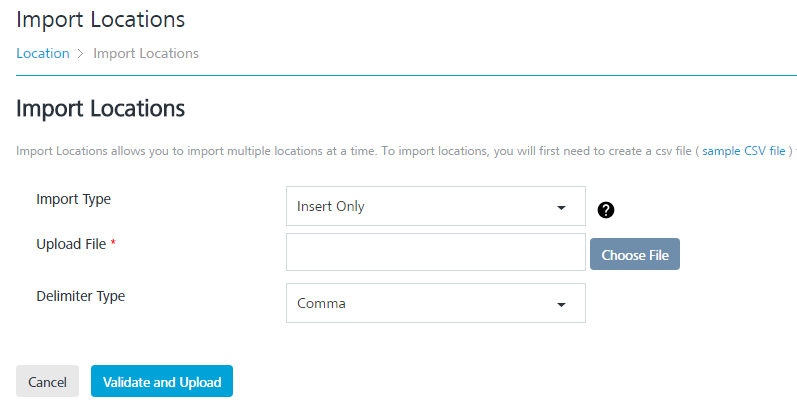 Import Locations
Location > Import Locations
Import Locations
Import Locations allows you to import multiple locations at a time. To import locations, you will first need to create a csv file ( sample CSV file )
Import Type Insert Only ?
Upload File * Choose File
Delimiter Type Comma
Cancel Validate and Upload